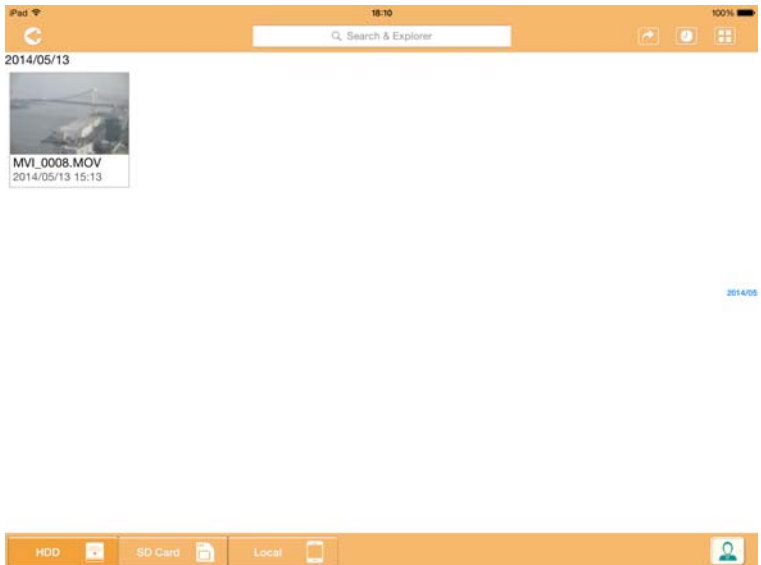 iPad 18:10 100%
Search & Explorer
2014/05/13
MVI_0008.MOV
2014/05/13 15:13
2014/05
HDD SD Card Local